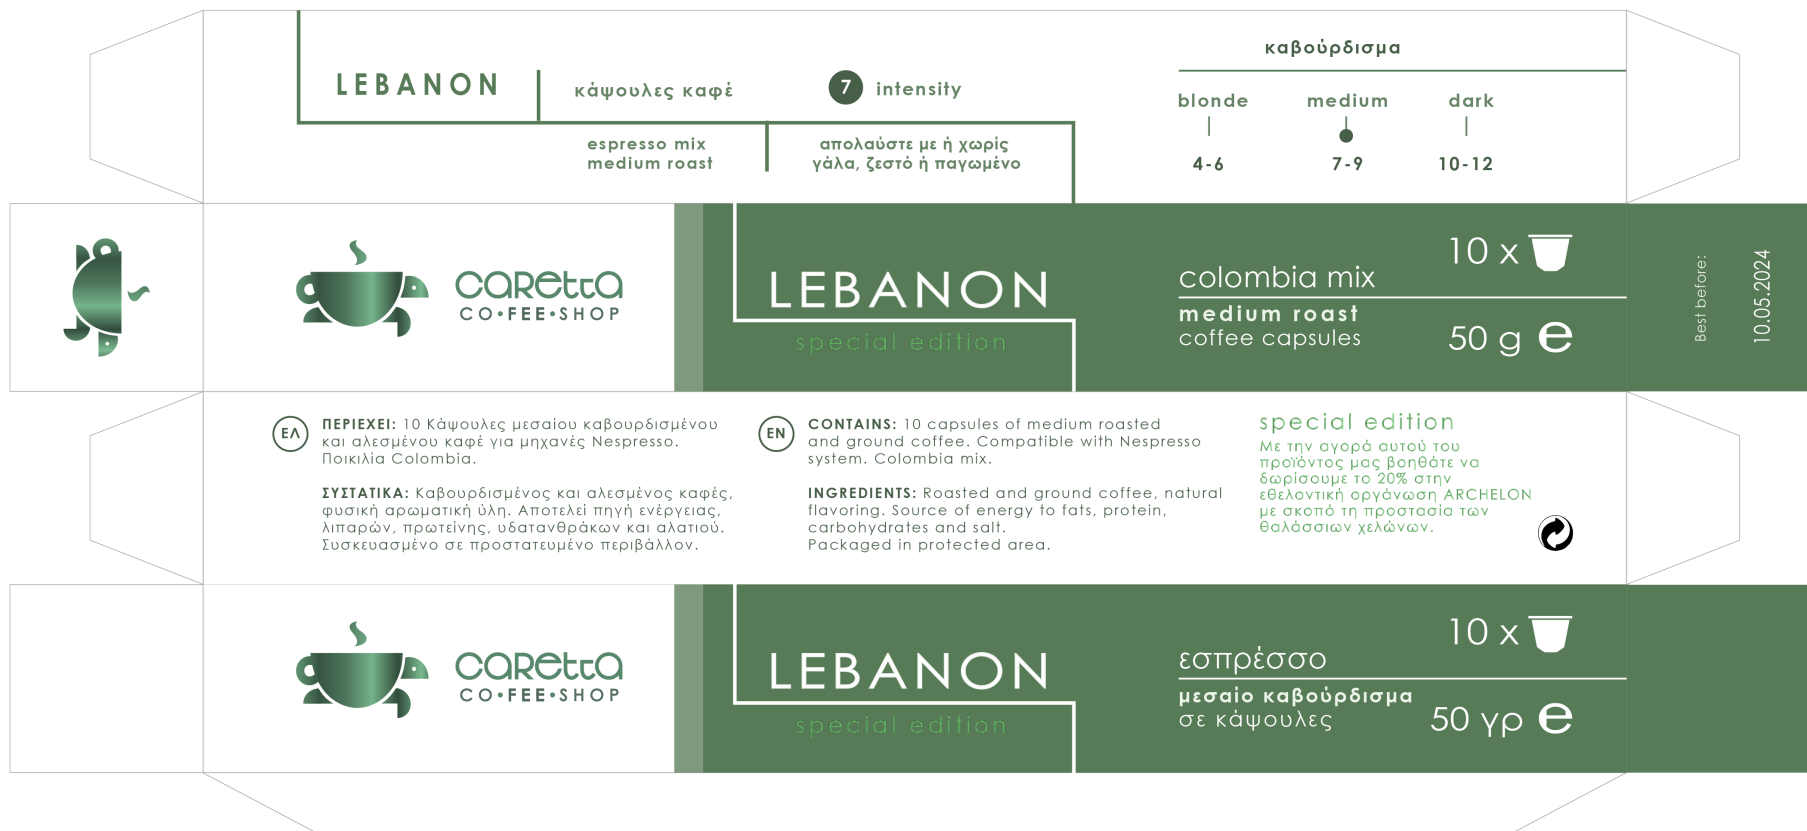 LEBANON
κάψουλες καφέ
7 intensity
espresso mix
medium roast
απολαύστε με ή χωρίς
γάλα, ζεστό ή παγωμένο
καβούρδισμα
blonde medium dark
4-6 7-9 10-12
caretta
CO•FEE•SHOP
LEBANON
special edition
colombia mix
medium roast
coffee capsules
10 x
50 g e
Best before:
10.05.2024
ΕΛ
ΠΕΡΙΕΧΕΙ: 10 Κάψουλες μεσαίου καβουρδισμένου
και αλεσμένου καφέ για μηχανές Nespresso.
Ποικιλία Colombia.
ΣΥΣΤΑΤΙΚΑ: Καβουρδισμένος και αλεσμένος καφές,
φυσική αρωματική ύλη. Αποτελεί πηγή ενέργειας,
λιπαρών, πρωτείνης, υδατανθράκων και αλατιού.
Συσκευασμένο σε προστατευμένο περιβάλλον.
EN
CONTAINS: 10 capsules of medium roasted
and ground coffee. Compatible with Nespresso
system. Colombia mix.
INGREDIENTS: Roasted and ground coffee, natural
flavoring. Source of energy to fats, protein,
carbohydrates and salt.
Packaged in protected area.
special edition
Με την αγορά αυτού του
προϊόντος μας βοηθάτε να
δωρίσουμε το 20% στην
εθελοντική οργάνωση ARCHELON
με σκοπό τη προστασία των
θαλάσσιων χελώνων.
caretta
CO•FEE•SHOP
LEBANON
special edition
εσπρέσσο
μεσαίο καβούρδισμα
σε κάψουλες
10 x
50 γρ e